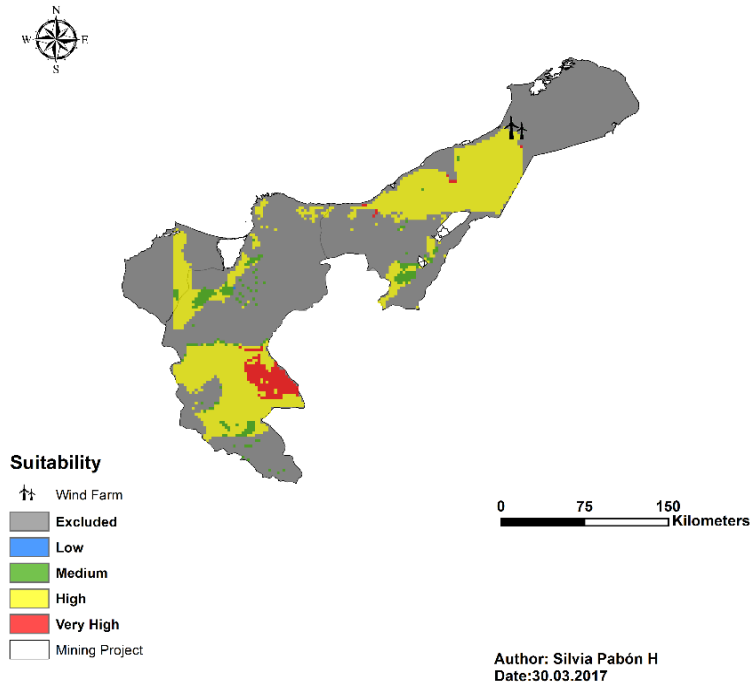 N
W E
S
Suitability
Wind Farm
Excluded
Low
Medium
High
Very High
Mining Project
0 75 150
Kilometers
Author: Silvia Pabón H
Date:30.03.2017